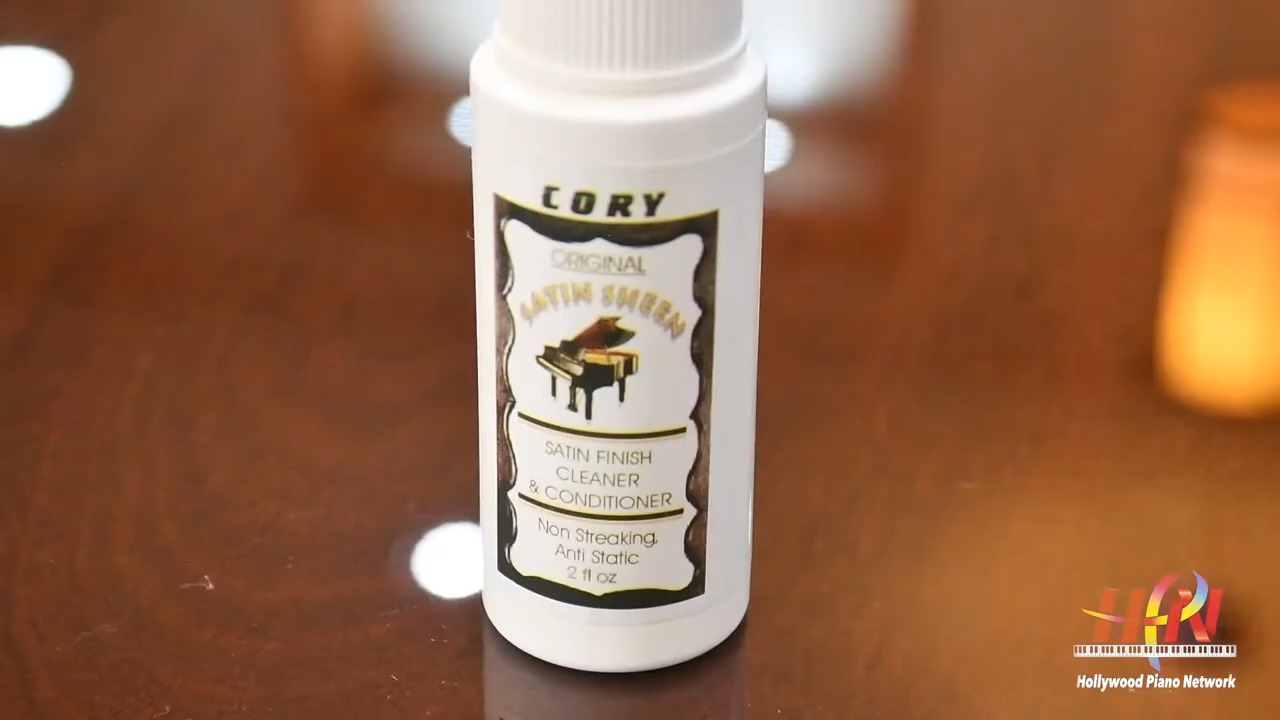 CORY
ORIGINAL
SATIN SHEEN
SATIN FINISH
CLEANER
& CONDITIONER
Non Streaking,
Anti Static
2 fl oz
HPN
Hollywood Piano Network